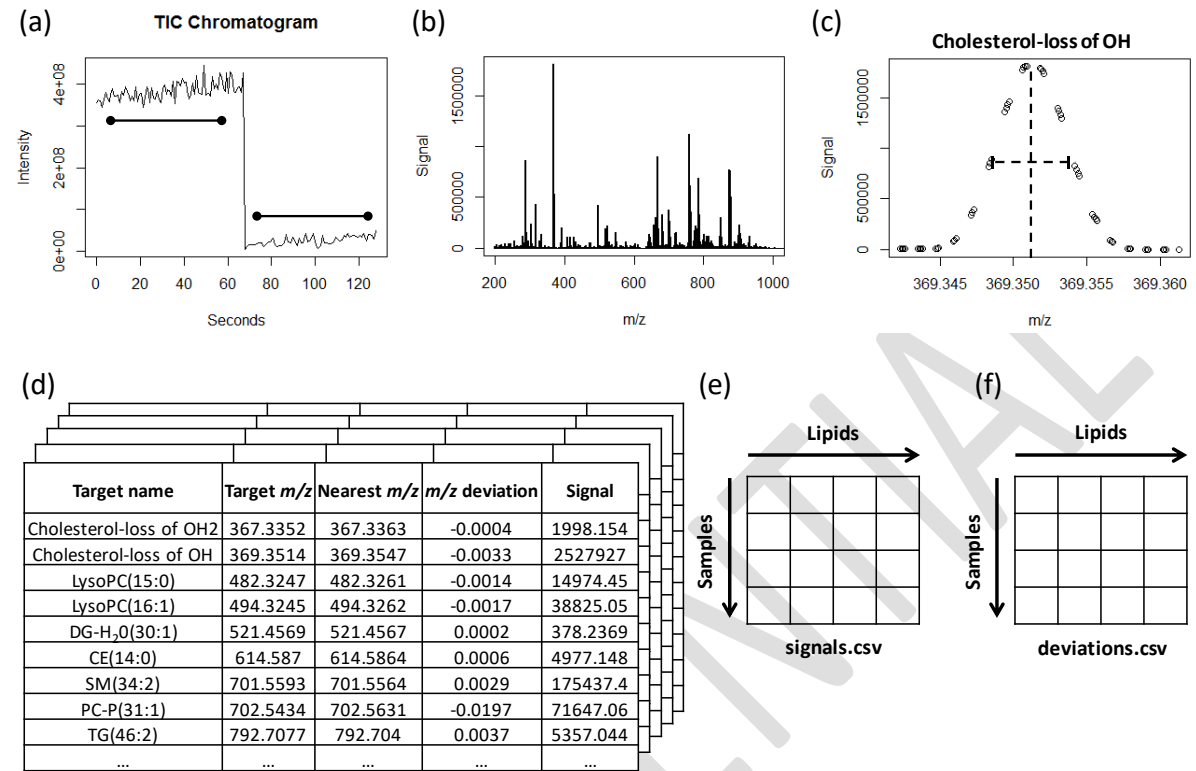 (a)
TIC Chromatogram
Intensity
0e+00
2e+08
4e+08
0 20 40 60 80 100 120
Seconds
(b)
Signal
0
500000
1500000
200 400 600 800 1000
m/z
(c)
Cholesterol-loss of OH
Signal
0
500000
1500000
369.345 369.350 369.355 369.360
m/z
(d)
Target name Target m/z Nearest m/z m/z deviation Signal
Cholesterol-loss of OH2 367.3352 367.3363 -0.0004 1998.154
Cholesterol-loss of OH 369.3514 369.3547 -0.0033 2527927
LysoPC(15:0) 482.3247 482.3261 -0.0014 14974.45
LysoPC(16:1) 494.3245 494.3262 -0.0017 38825.05
DG-H₂0(30:1) 521.4569 521.4567 0.0002 378.2369
CE(14:0) 614.587 614.5864 0.0006 4977.148
SM(34:2) 701.5593 701.5564 0.0029 175437.4
PC-P(31:1) 702.5434 702.5631 -0.0197 71647.06
TG(46:2) 792.7077 792.704 0.0037 5357.044
... ... ... ... ...
(e)
Lipids
Samples
signals.csv
(f)
Lipids
Samples
deviations.csv
ENTIAL